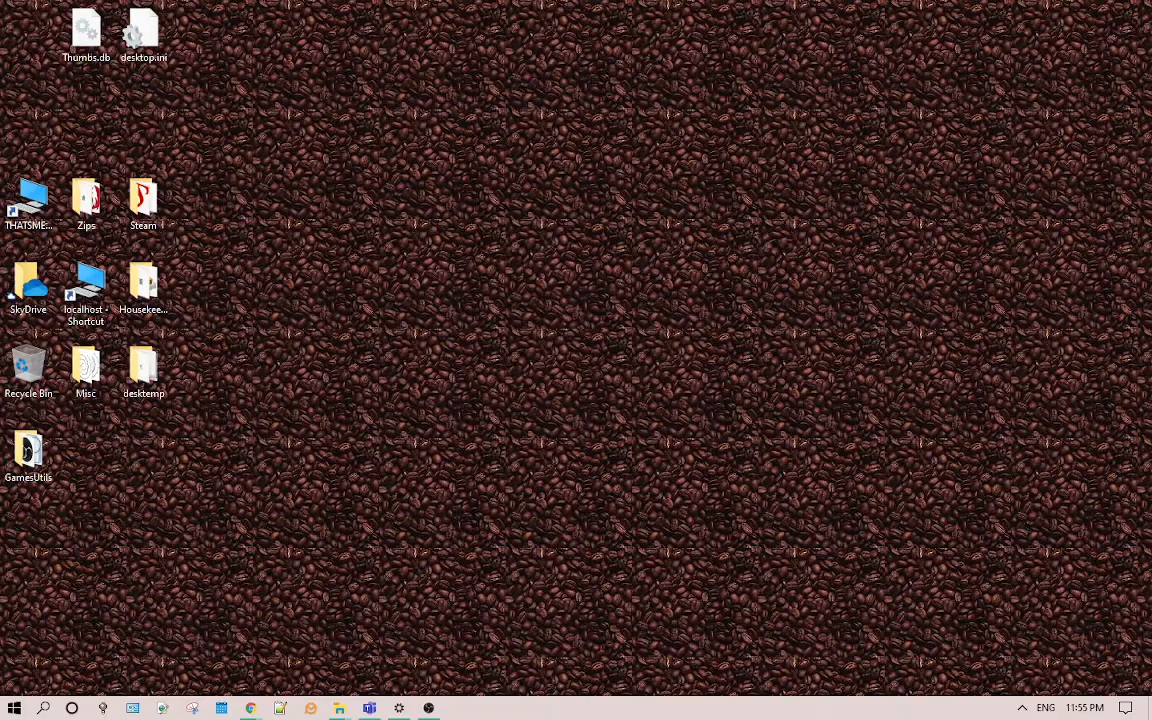 Thumbs.db
desktop.ini
THATSME...
Zips
Steam
SkyDrive
localhost -
Shortcut
Housekee...
Recycle Bin
Misc
desktemp
GamesUtils
ENG
11:55 PM